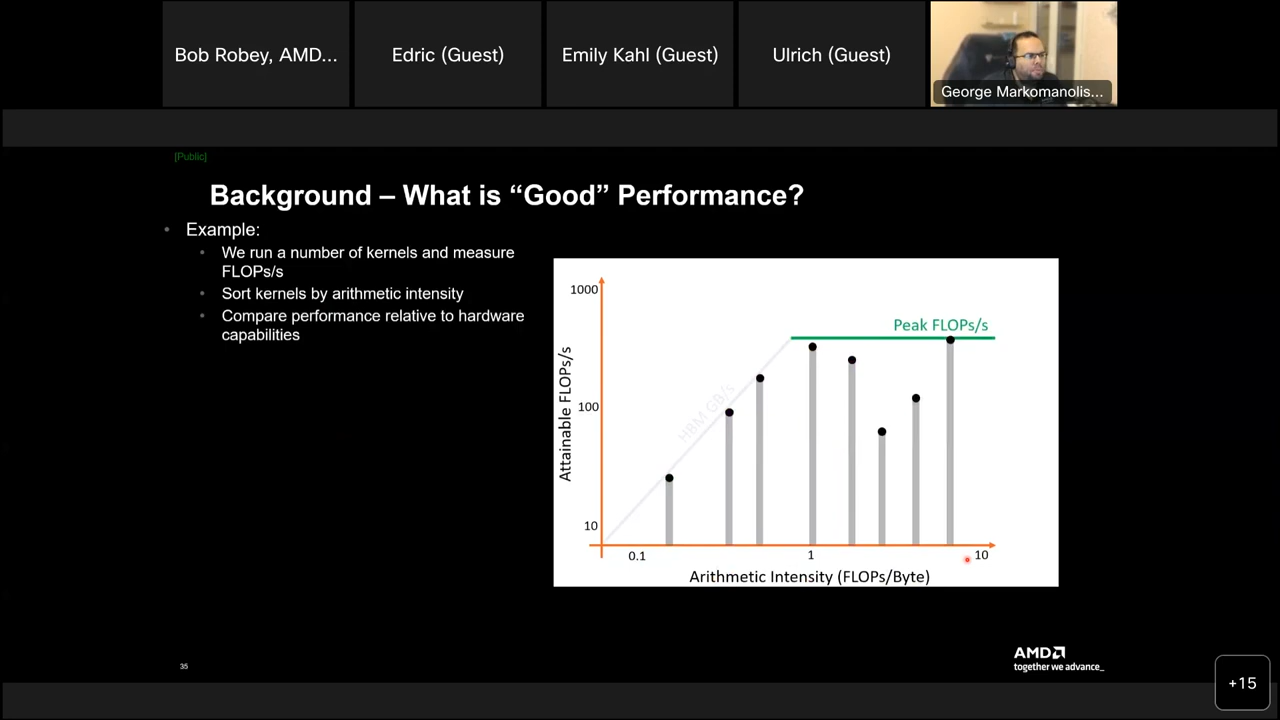 Bob Robey, AMD...
Edric (Guest)
Emily Kahl (Guest)
Ulrich (Guest)
George Markomanolis...
[Public]
Background – What is “Good” Performance?
• Example:
• We run a number of kernels and measure
FLOPs/s
• Sort kernels by arithmetic intensity
• Compare performance relative to hardware
capabilities
1000
100
10
Attainable FLOPs/s
HBM GB/s
Peak FLOPs/s
0.1
1
10
Arithmetic Intensity (FLOPs/Byte)
35
AMD
together we advance_
+15